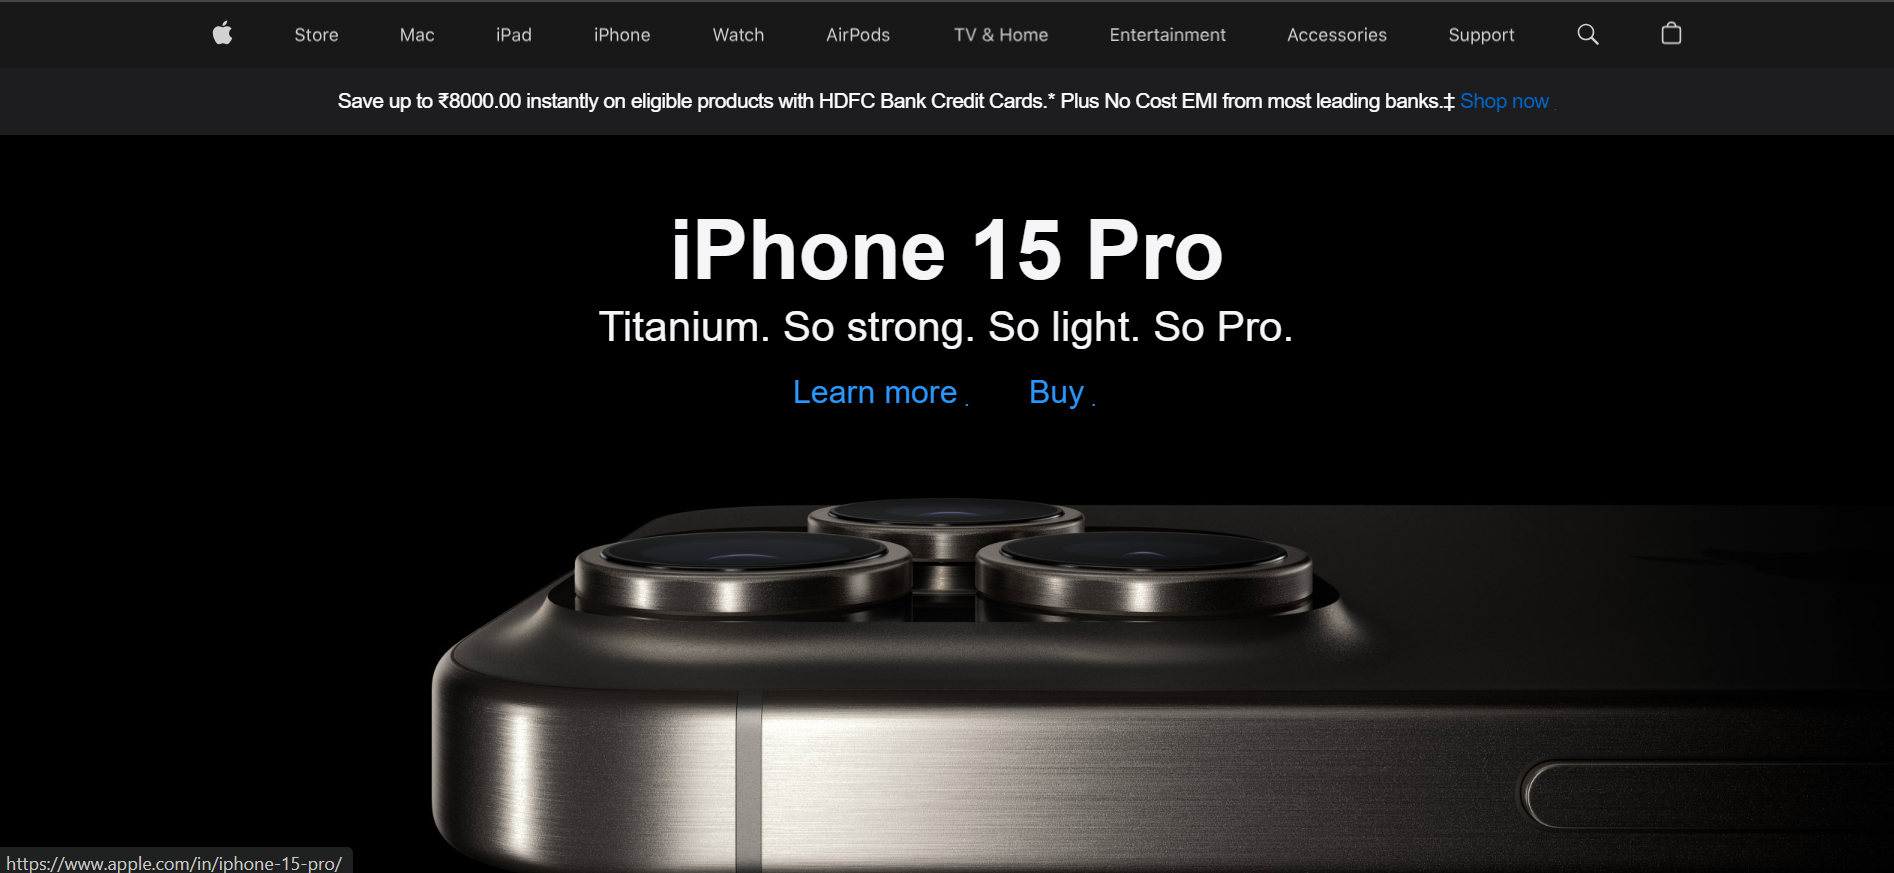 Store Mac iPad iPhone Watch AirPods TV & Home Entertainment Accessories Support
Save up to ₹8000.00 instantly on eligible products with HDFC Bank Credit Cards.* Plus No Cost EMI from most leading banks.‡ Shop now
iPhone 15 Pro
Titanium. So strong. So light. So Pro.
Learn more Buy
https://www.apple.com/in/iphone-15-pro/